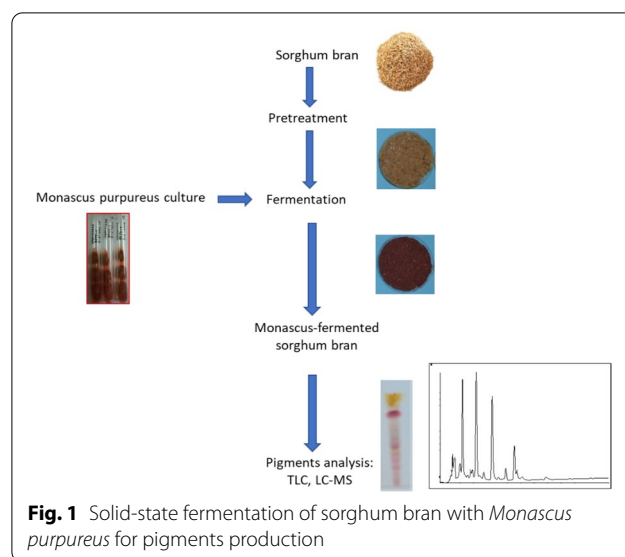 Sorghum bran
Pretreatment
Monascus purpureus culture
Fermentation
Monascus-fermented
sorghum bran
Pigments analysis:
TLC, LC-MS
Fig. 1 Solid-state fermentation of sorghum bran with Monascus
purpureus for pigments production